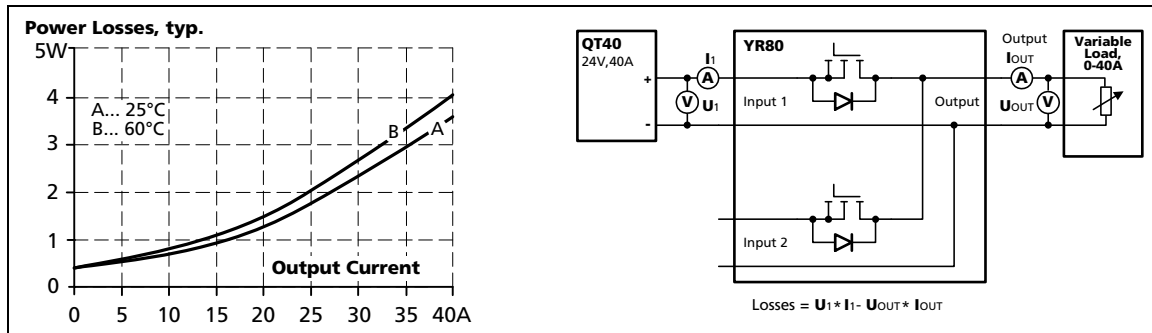 Power Losses, typ.
5W
4
3
2
1
0
A... 25°C
B... 60°C
B
A
Output Current
0 5 10 15 20 25 30 35 40A
QT40
24V,40A
+
-
I1
A
V
U1
YR80
Input 1
Output
Input 2
Output
IOUT
A
UOUT
V
Variable
Load,
0-40A
Losses = U1* I1- UOUT* IOUT